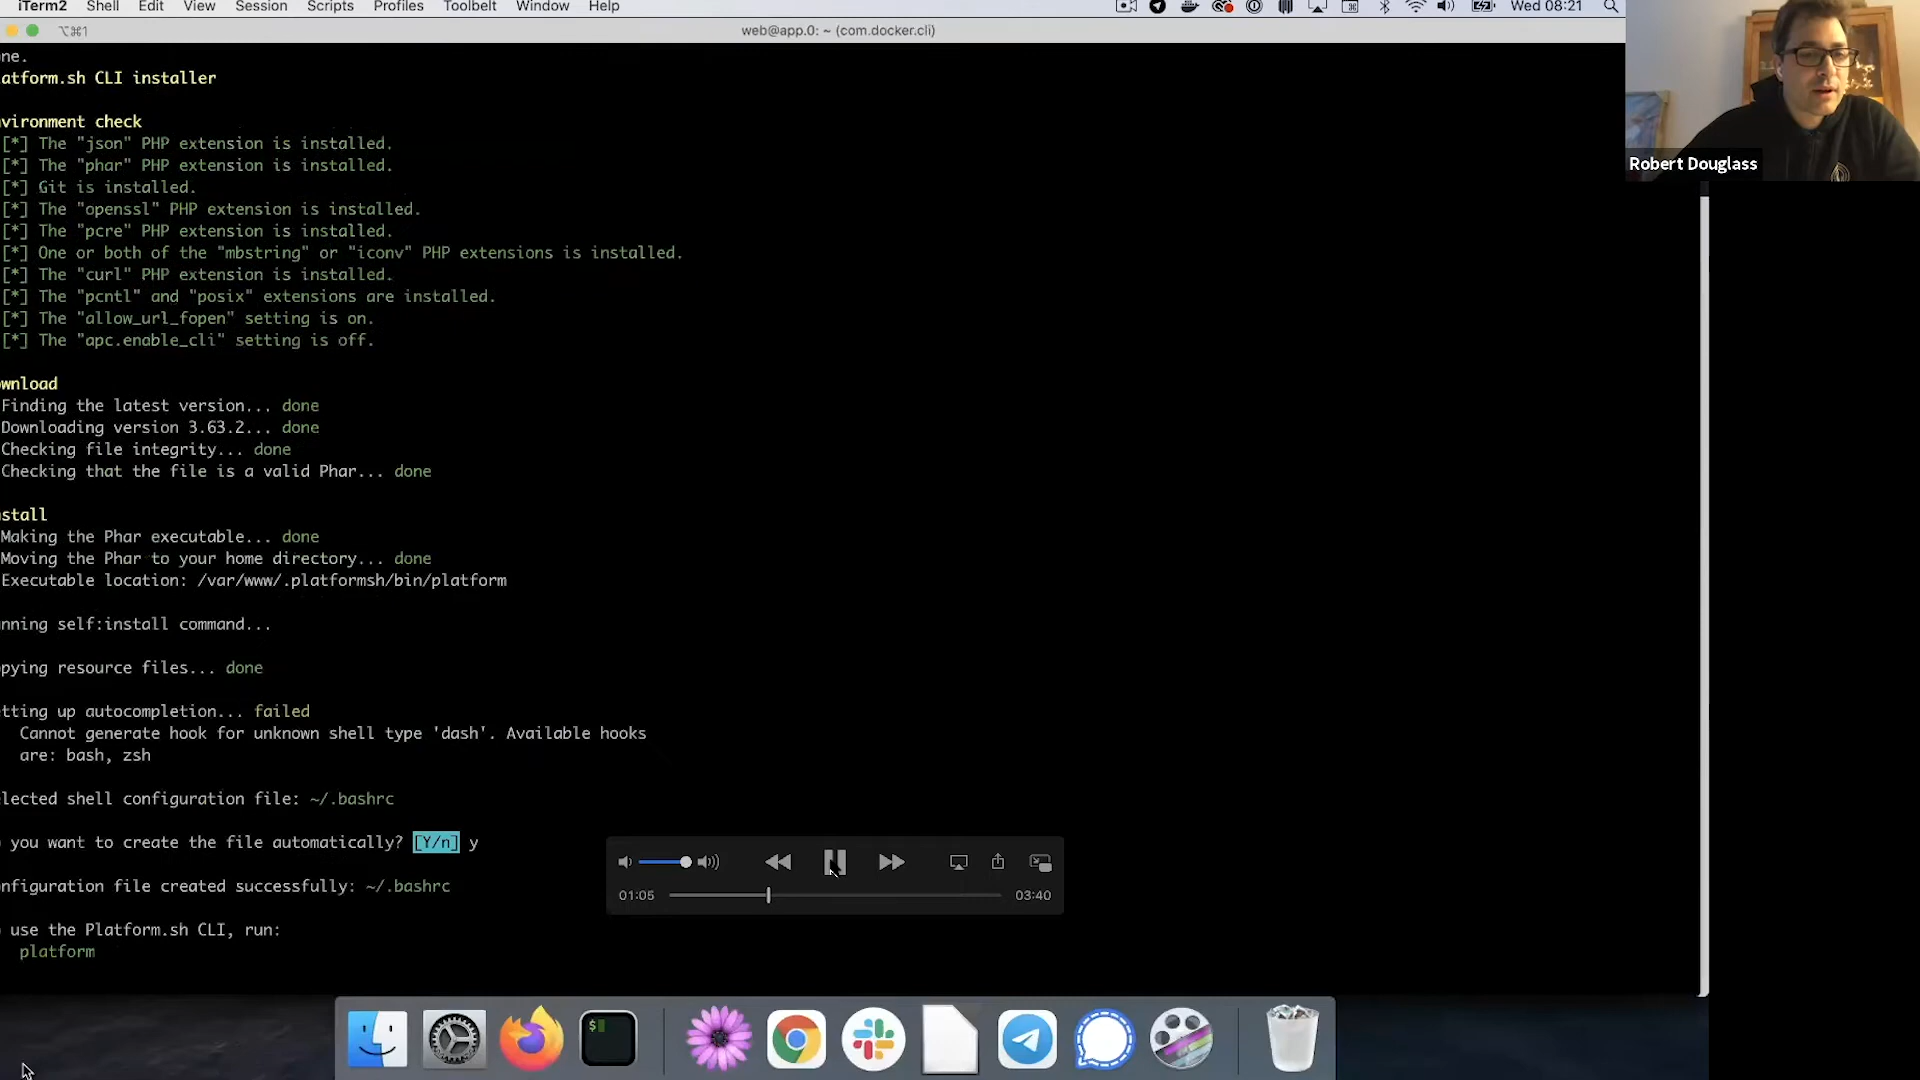 iTerm2 Shell Edit View Session Scripts Profiles Toolbelt Window Help Wed 08:21
⌥⌘1 web@app.0: ~ (com.docker.cli)
ne.
atform.sh CLI installer
vironment check
[*] The "json" PHP extension is installed.
[*] The "phar" PHP extension is installed.
[*] Git is installed.
[*] The "openssl" PHP extension is installed.
[*] The "pcre" PHP extension is installed.
[*] One or both of the "mbstring" or "iconv" PHP extensions is installed.
[*] The "curl" PHP extension is installed.
[*] The "pcntl" and "posix" extensions are installed.
[*] The "allow_url_fopen" setting is on.
[*] The "apc.enable_cli" setting is off.
wnload
Finding the latest version... done
Downloading version 3.63.2... done
Checking file integrity... done
Checking that the file is a valid Phar... done
stall
Making the Phar executable... done
Moving the Phar to your home directory... done
Executable location: /var/www/.platformsh/bin/platform
nning self:install command...
pying resource files... done
tting up autocompletion... failed
Cannot generate hook for unknown shell type 'dash'. Available hooks
are: bash, zsh
lected shell configuration file: ~/.bashrc
you want to create the file automatically? [Y/n] y
nfiguration file created successfully: ~/.bashrc
use the Platform.sh CLI, run:
platform
01:05 03:40
$
Robert Douglass